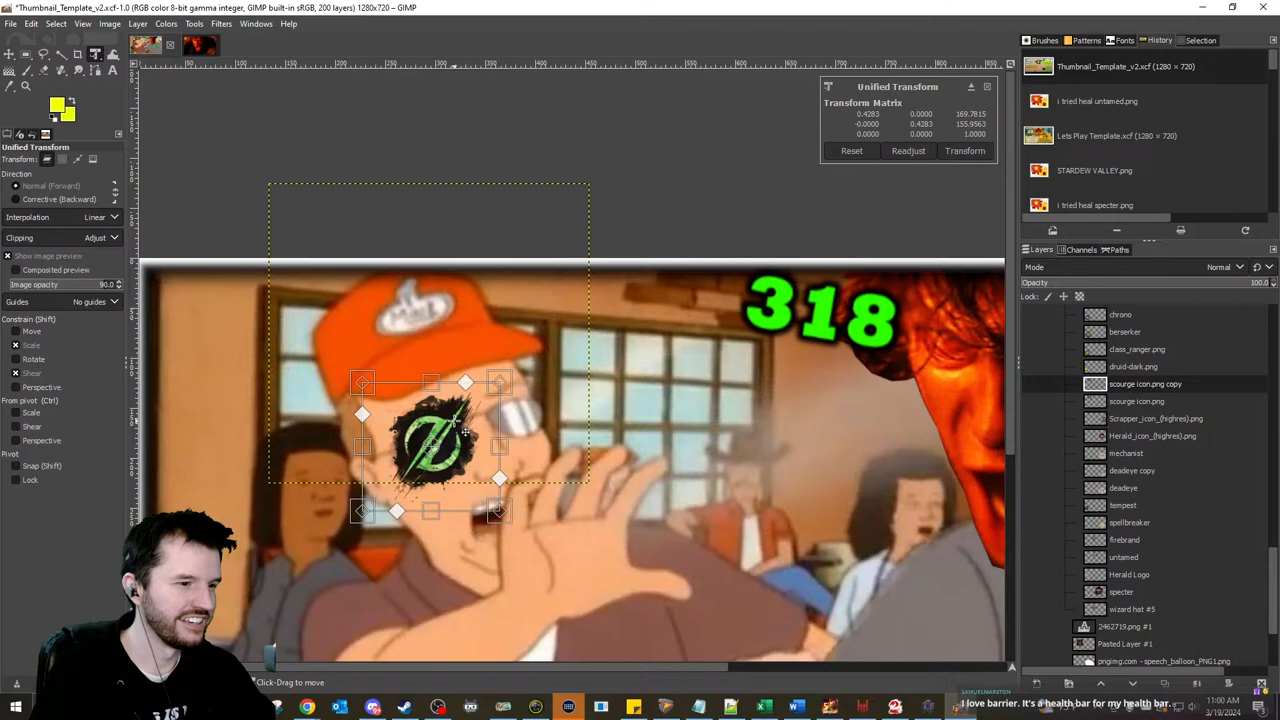 *Thumbnail_Template_v2.xcf-1.0 (RGB color 8-bit gamma integer, GIMP built-in sRGB, 200 layers) 1280x720 – GIMP
File Edit Select View Image Layer Colors Tools Filters Windows Help
Brushes Patterns Fonts History Selection
Thumbnail_Template_v2.xcf (1280 × 720)
i tried heal untamed.png
Lets Play Template.xcf (1280 × 720)
STARDEW VALLEY.png
i tried heal specter.png
Unified Transform
Transform Matrix
0.4283 0.0000 169.7815
-0.0000 0.4283 155.9563
0.0000 0.0000 1.0000
Reset Readjust Transform
Unified Transform
Transform:
Direction
Normal (Forward)
Corrective (Backward)
Interpolation Linear
Clipping Adjust
Show image preview
Composited preview
Image opacity 90.0
Guides No guides
Constrain (Shift)
Move
Scale
Rotate
Shear
Perspective
From pivot (Ctrl)
Scale
Shear
Perspective
Pivot
Snap (Shift)
Lock
318
Layers Channels Paths
Mode Normal
Opacity 100.0
Lock:
chrono
berserker
class_ranger.png
druid-dark.png
scourge icon.png copy
scourge icon.png
Scrapper_icon_(highres).png
Herald_icon_(highres).png
mechanist
deadeye copy
deadeye
tempest
spellbreaker
firebrand
untamed
Herald Logo
specter
wizard hat #5
2462719.png #1
Pasted Layer #1
pngimg.com - speech_balloon_PNG1.png
Click-Drag to move
SAMUELMARSTON
I love barrier. It's a health bar for my health bar.
11:00 AM
3/19/2024